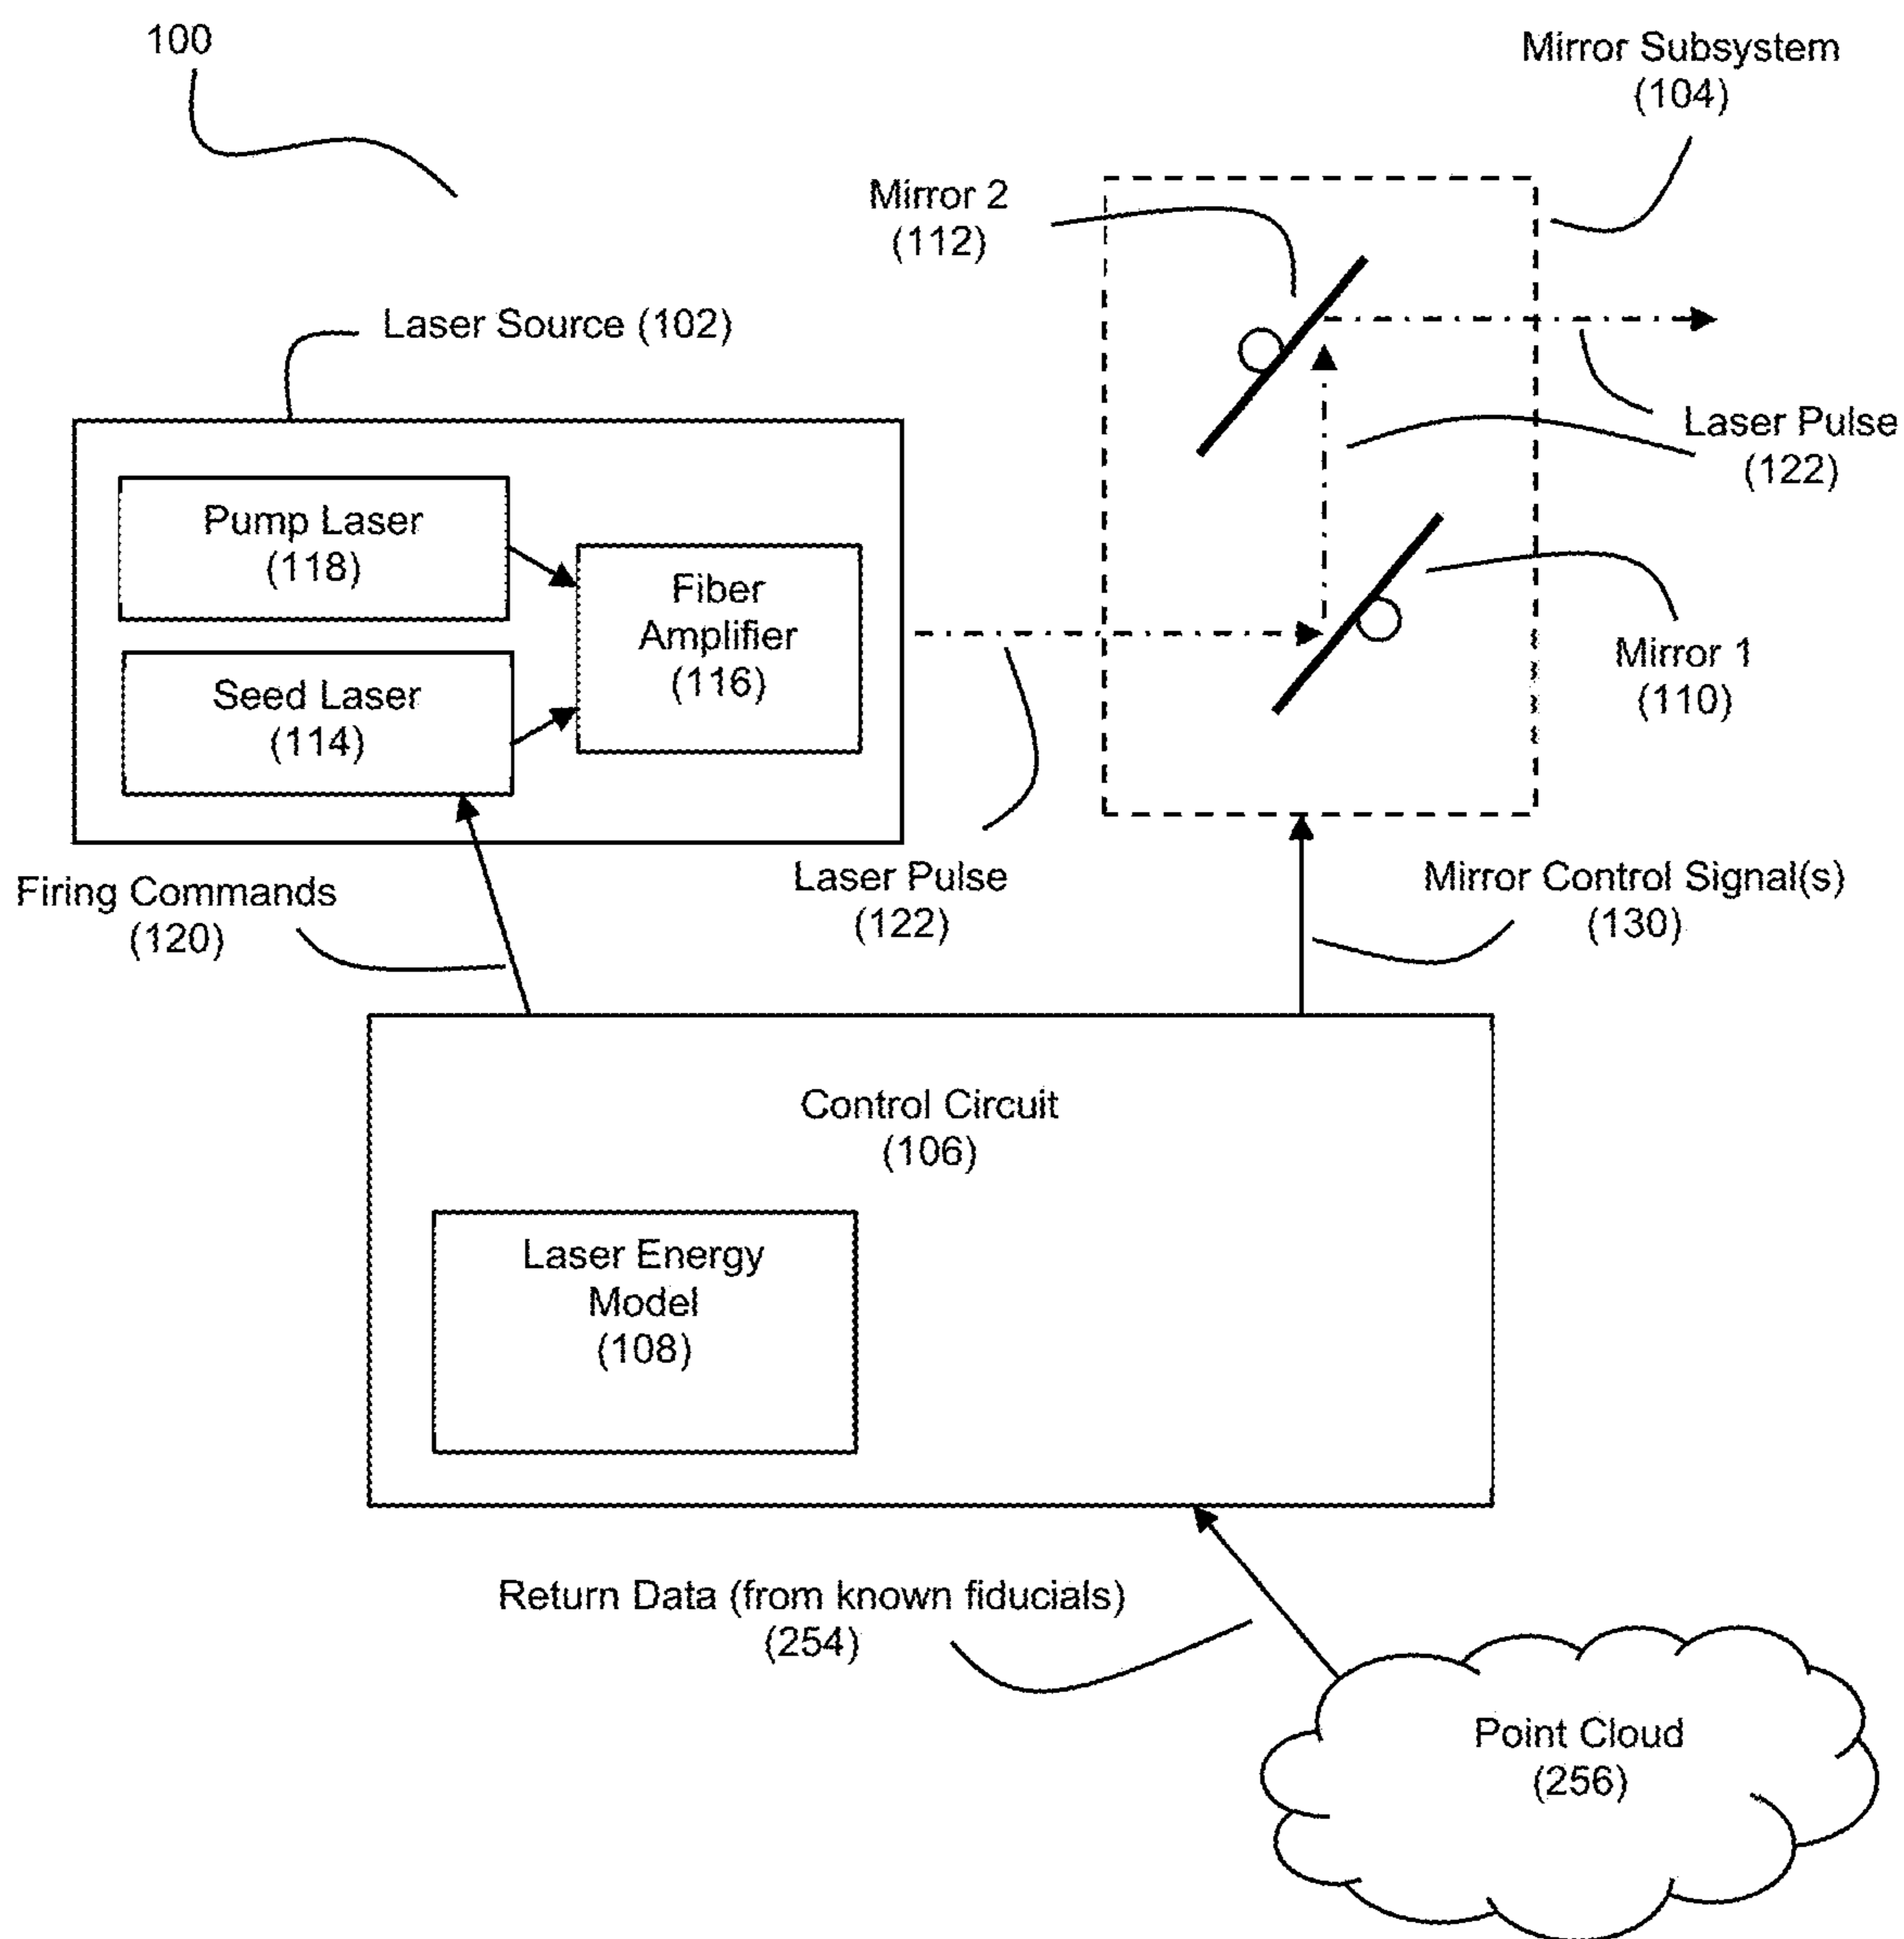 100
Mirror Subsystem
(104)
Mirror 2
(112)
Laser Source (102)
Laser Pulse
(122)
Pump Laser
(118)
Fiber
Amplifier
(116)
Seed Laser
(114)
Mirror 1
(110)
Firing Commands
(120)
Laser Pulse
(122)
Mirror Control Signal(s)
(130)
Control Circuit
(106)
Laser Energy
Model
(108)
Return Data (from known fiducials)
(254)
Point Cloud
(256)